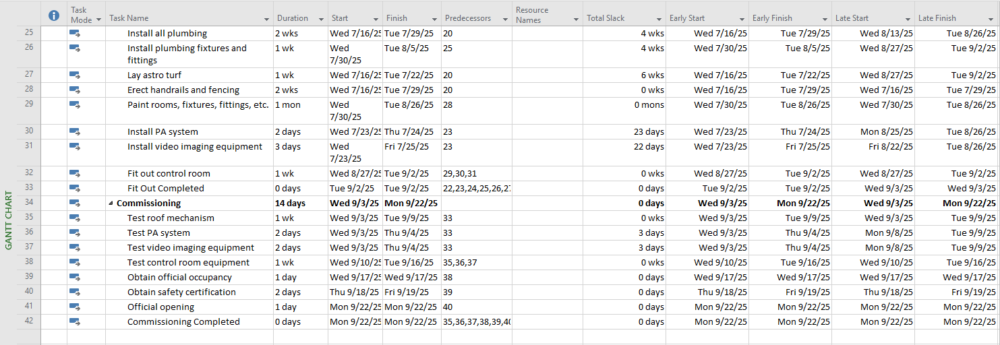 Task Mode Task Name Duration Start Finish Predecessors Resource Names Total Slack Early Start Early Finish Late Start Late Finish
25 Install all plumbing 2 wks Wed 7/16/25 Tue 7/29/25 20 4 wks Wed 7/16/25 Tue 7/29/25 Wed 8/13/25 Tue 8/26/25
26 Install plumbing fixtures and fittings 1 wk Wed 7/30/25 Tue 8/5/25 25 4 wks Wed 7/30/25 Tue 8/5/25 Wed 8/27/25 Tue 9/2/25
27 Lay astro turf 1 wk Wed 7/16/25 Tue 7/22/25 20 6 wks Wed 7/16/25 Tue 7/22/25 Wed 8/27/25 Tue 9/2/25
28 Erect handrails and fencing 2 wks Wed 7/16/25 Tue 7/29/25 20 0 wks Wed 7/16/25 Tue 7/29/25 Wed 7/16/25 Tue 7/29/25
29 Paint rooms, fixtures, fittings, etc. 1 mon Wed 7/30/25 Tue 8/26/25 28 0 mons Wed 7/30/25 Tue 8/26/25 Wed 7/30/25 Tue 8/26/25
30 Install PA system 2 days Wed 7/23/25 Thu 7/24/25 23 23 days Wed 7/23/25 Thu 7/24/25 Mon 8/25/25 Tue 8/26/25
31 Install video imaging equipment 3 days Wed 7/23/25 Fri 7/25/25 23 22 days Wed 7/23/25 Fri 7/25/25 Fri 8/22/25 Tue 8/26/25
32 Fit out control room 1 wk Wed 8/27/25 Tue 9/2/25 29,30,31 0 wks Wed 8/27/25 Tue 9/2/25 Wed 8/27/25 Tue 9/2/25
33 Fit Out Completed 0 days Tue 9/2/25 Tue 9/2/25 22,23,24,25,26,27 0 days Tue 9/2/25 Tue 9/2/25 Wed 9/3/25 Wed 9/3/25
34 Commissioning 14 days Wed 9/3/25 Mon 9/22/25 0 days Wed 9/3/25 Mon 9/22/25 Wed 9/3/25 Mon 9/22/25
35 Test roof mechanism 1 wk Wed 9/3/25 Tue 9/9/25 33 0 wks Wed 9/3/25 Tue 9/9/25 Wed 9/3/25 Tue 9/9/25
36 Test PA system 2 days Wed 9/3/25 Thu 9/4/25 33 3 days Wed 9/3/25 Thu 9/4/25 Mon 9/8/25 Tue 9/9/25
37 Test video imaging equipment 2 days Wed 9/3/25 Thu 9/4/25 33 3 days Wed 9/3/25 Thu 9/4/25 Mon 9/8/25 Tue 9/9/25
38 Test control room equipment 1 wk Wed 9/10/25 Tue 9/16/25 35,36,37 0 wks Wed 9/10/25 Tue 9/16/25 Wed 9/10/25 Tue 9/16/25
39 Obtain official occupancy 1 day Wed 9/17/25 Wed 9/17/25 38 0 days Wed 9/17/25 Wed 9/17/25 Wed 9/17/25 Wed 9/17/25
40 Obtain safety certification 2 days Thu 9/18/25 Fri 9/19/25 39 0 days Thu 9/18/25 Fri 9/19/25 Thu 9/18/25 Fri 9/19/25
41 Official opening 1 day Mon 9/22/25 Mon 9/22/25 40 0 days Mon 9/22/25 Mon 9/22/25 Mon 9/22/25 Mon 9/22/25
42 Commissioning Completed 0 days Mon 9/22/25 Mon 9/22/25 35,36,37,38,39,40 0 days Mon 9/22/25 Mon 9/22/25 Mon 9/22/25 Mon 9/22/25
GANTT CHART